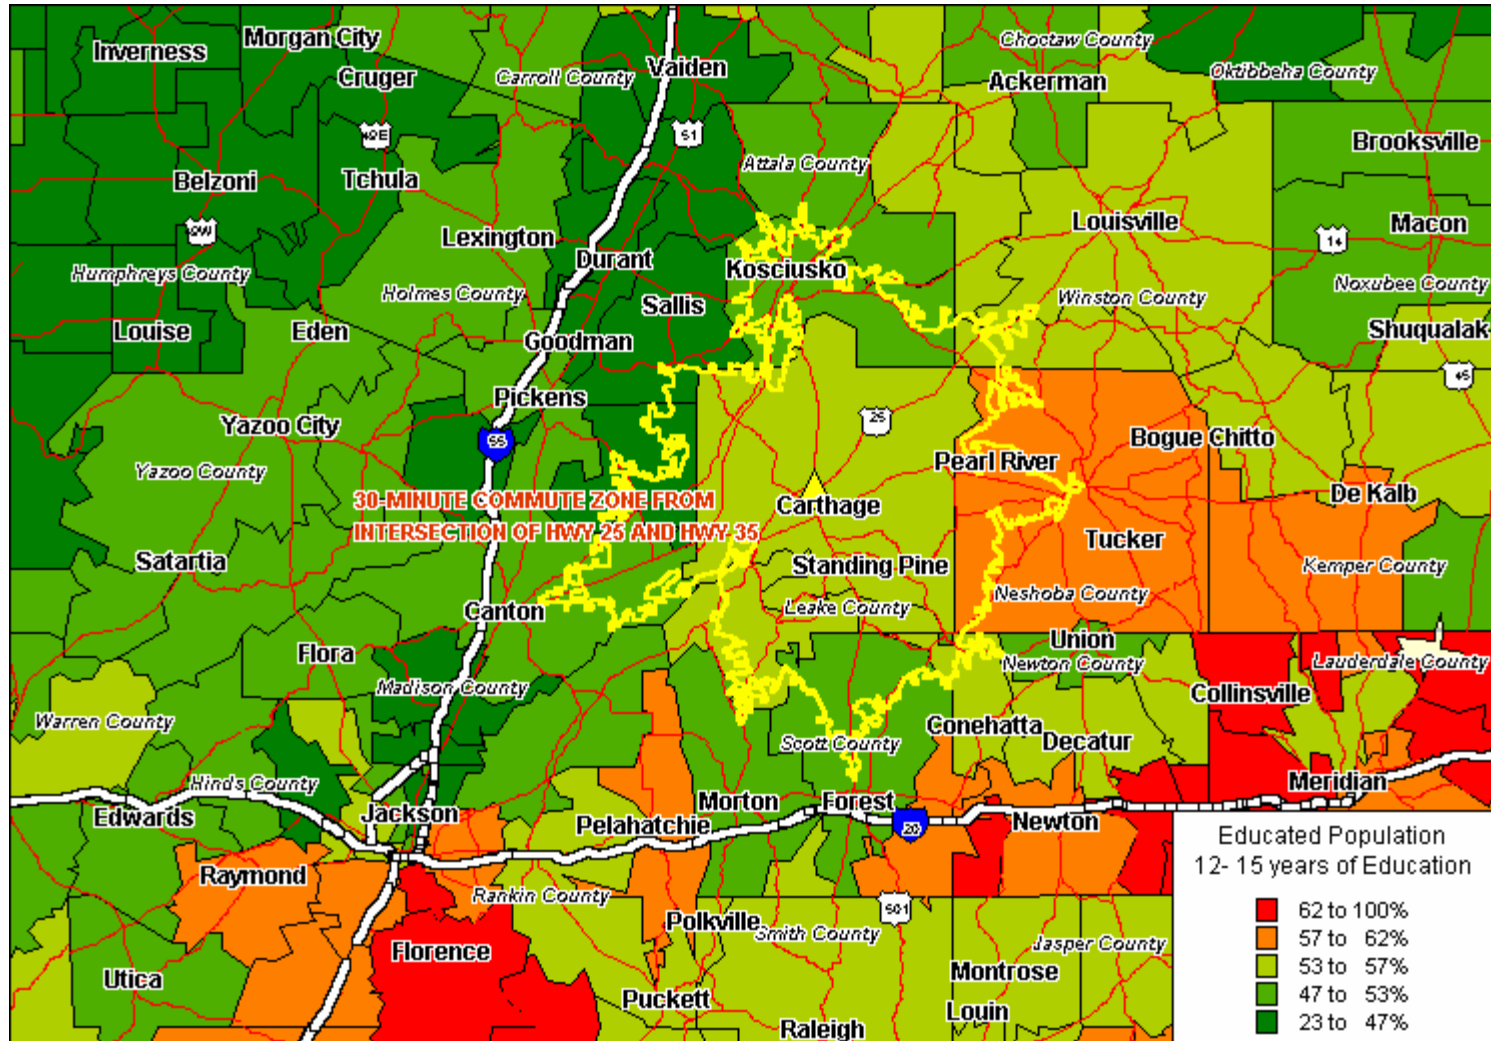 Inverness
Morgan City
Cruger
Carroll County
Vaiden
Choctaw County
Ackerman
Oktibbeha County
49E
51
Brooksville
Attala County
Belzoni
Tchula
Louisville
Macon
14
Lexington
Durant
Kosciusko
Humphreys County
Holmes County
Sallis
Winston County
Noxubee County
Louise
Eden
Goodman
Shuqualak
45
Pickens
25
Yazoo City
55
Bogue Chitto
Yazoo County
Pearl River
De Kalb
30-MINUTE COMMUTE ZONE FROM
INTERSECTION OF HWY 25 AND HWY 35
Carthage
Tucker
Satartia
Standing Pine
Kemper County
Canton
Leake County
Neshoba County
Flora
Union
Newton County
Lauderdale County
Madison County
Collinsville
Warren County
Conehatta
Scott County
Decatur
Hinds County
Meridian
Edwards
Jackson
Morton
Forest
Pelahatchie
20
Newton
Raymond
Rankin County
501
Polkville
Smith County
Florence
Jasper County
Utica
Montrose
Puckett
Louin
Raleigh
Educated Population
12- 15 years of Education
62 to 100%
57 to 62%
53 to 57%
47 to 53%
23 to 47%